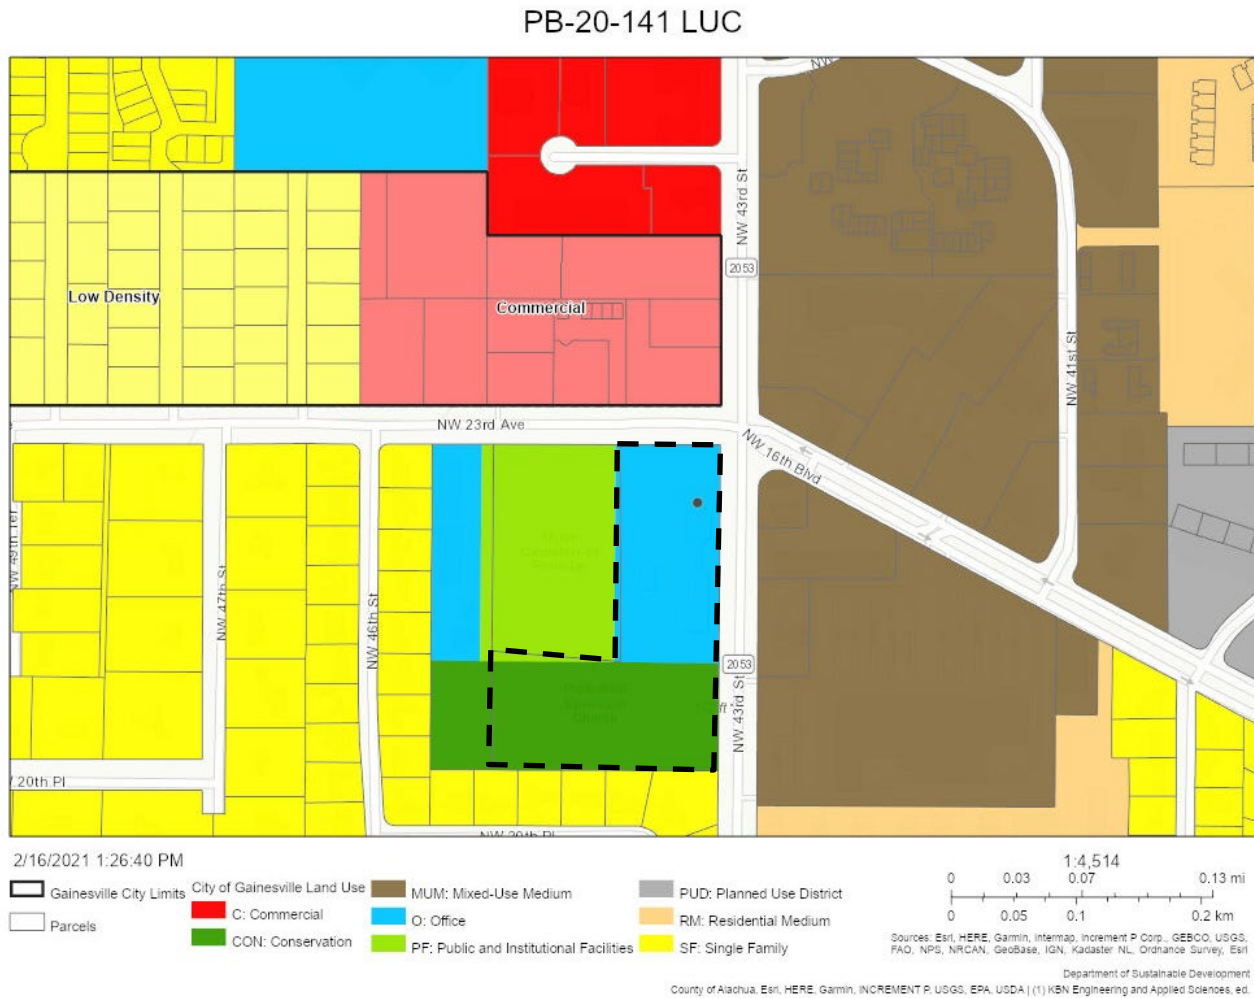 PB-20-141 LUC
NW
NW 43rd St
2053
Low Density
Commercial
NW 41st St
NW 23rd Ave
NW 16th Blvd
NW 49th Ter
NW 47th St
NW 46th St
Church
2053
NW 43rd St
20th Pl
NW 20th Pl
2/16/2021 1:26:40 PM
Gainesville City Limits
Parcels
City of Gainesville Land Use
C: Commercial
CON: Conservation
MUM: Mixed-Use Medium
O: Office
PF: Public and Institutional Facilities
PUD: Planned Use District
RM: Residential Medium
SF: Single Family
1:4,514
0 0.03 0.07 0.13 mi
0 0.05 0.1 0.2 km
Sources: Esri, HERE, Garmin, Intermap, Increment P Corp., GEBCO, USGS,
FAO, NPS, NRCAN, GeoBase, IGN, Kadaster NL, Ordnance Survey, Esri
Department of Sustainable Development
County of Alachua, Esri, HERE, Garmin, INCREMENT P, USGS, EPA, USDA | (1) KBN Engineering and Applied Sciences, ed.